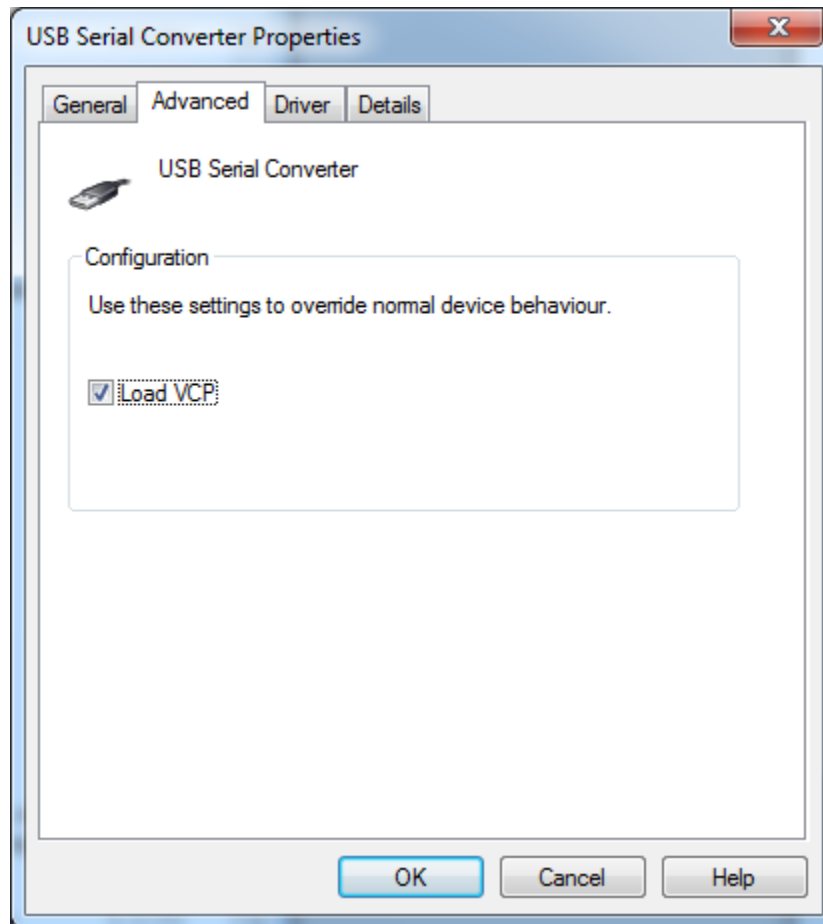 USB Serial Converter Properties
General Advanced Driver Details
USB Serial Converter
Configuration
Use these settings to override normal device behaviour.
Load VCP
OK Cancel Help